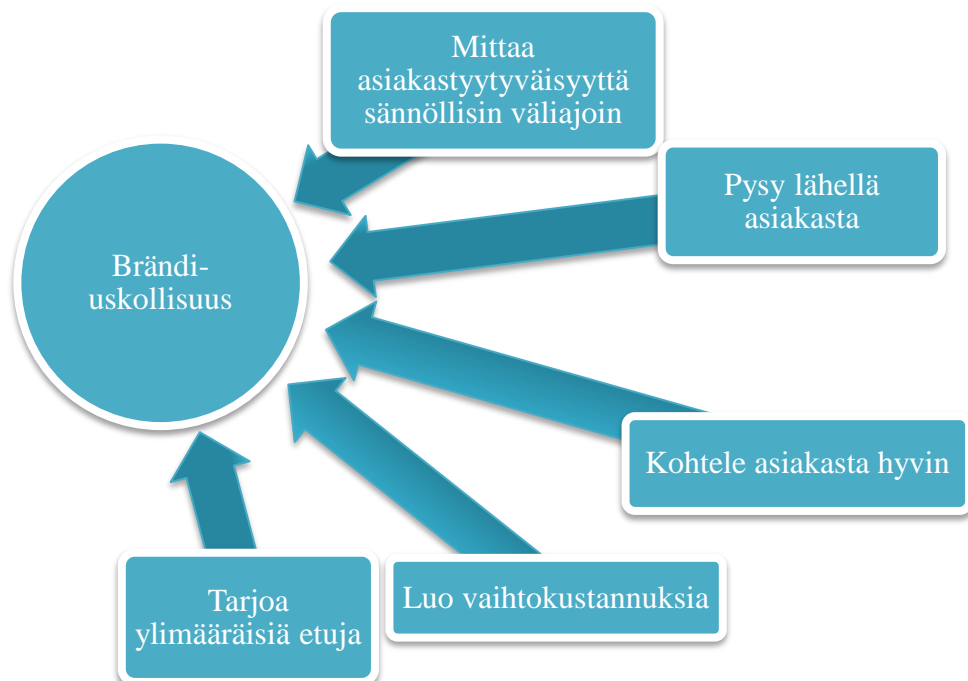 Mittaa
asiakastyytyväisyyttä
sännöllisin väliajoin
Pysy lähellä
asiakasta
Brändi-
uskollisuus
Kohtele asiakasta hyvin
Luo vaihtokustannuksia
Tarjoa
ylimääräisiä etuja